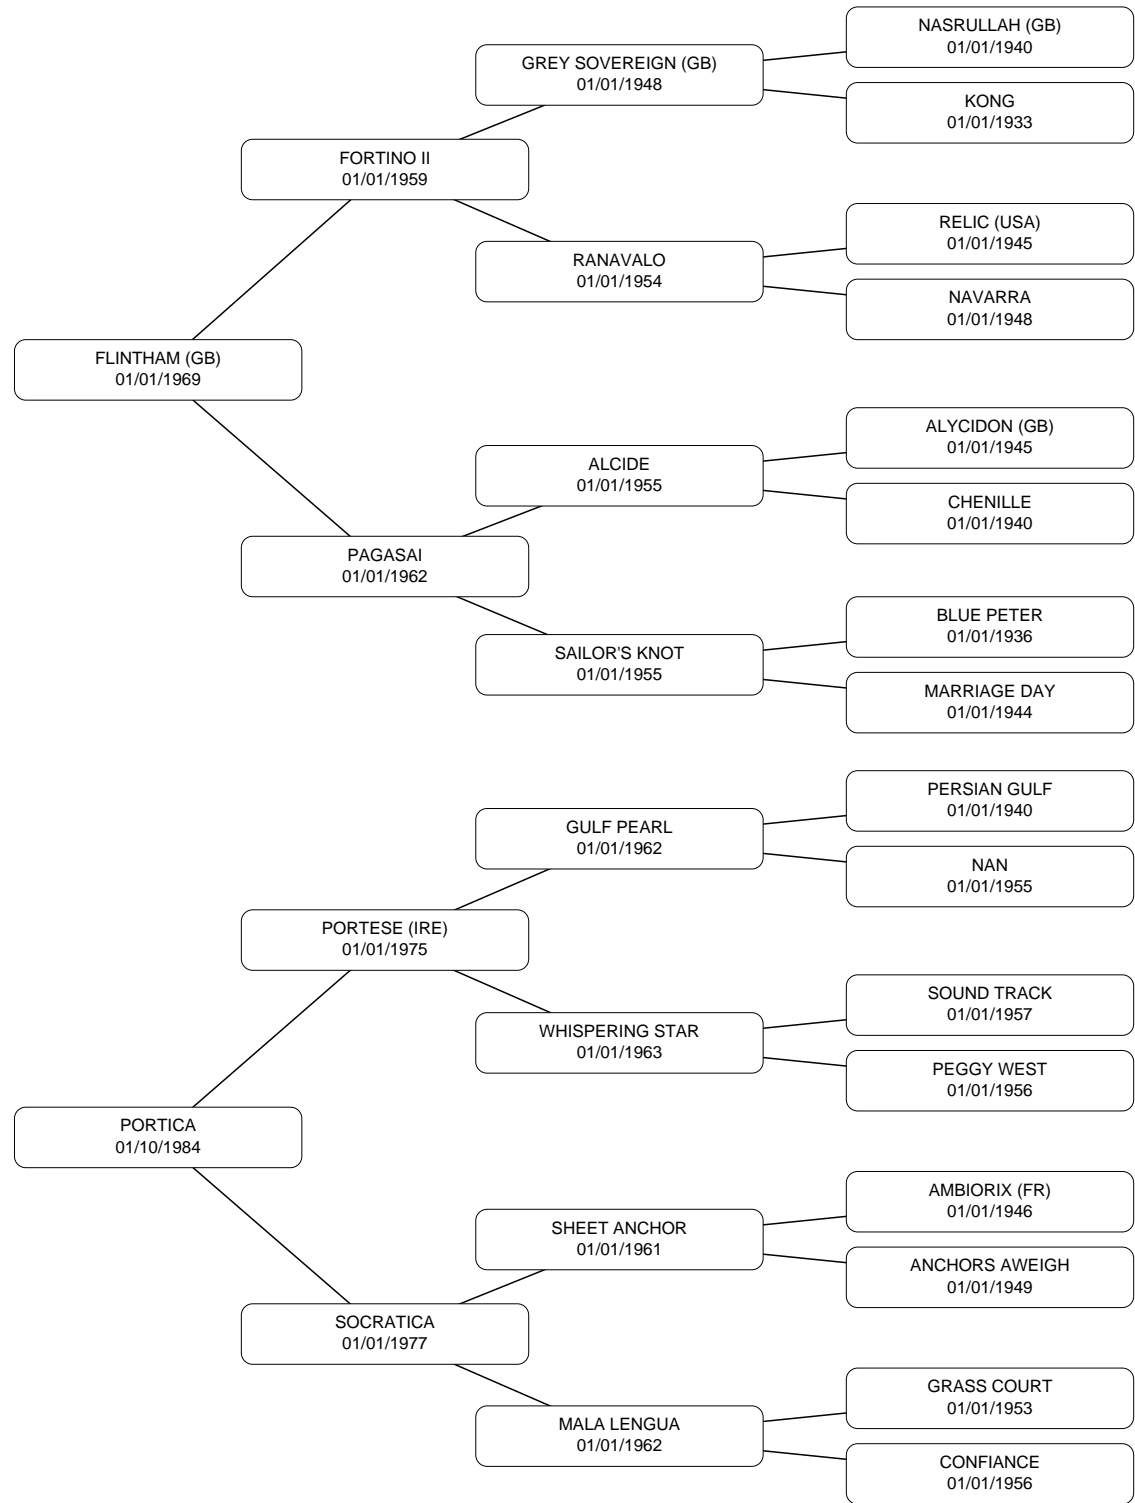 NASRULLAH (GB)
01/01/1940
GREY SOVEREIGN (GB)
01/01/1948
KONG
01/01/1933
FORTINO II
01/01/1959
RELIC (USA)
01/01/1945
RANAVALO
01/01/1954
NAVARRA
01/01/1948
FLINTHAM (GB)
01/01/1969
ALYCIDON (GB)
01/01/1945
ALCIDE
01/01/1955
CHENILLE
01/01/1940
PAGASAI
01/01/1962
BLUE PETER
01/01/1936
SAILOR'S KNOT
01/01/1955
MARRIAGE DAY
01/01/1944
PERSIAN GULF
01/01/1940
GULF PEARL
01/01/1962
NAN
01/01/1955
PORTESE (IRE)
01/01/1975
SOUND TRACK
01/01/1957
WHISPERING STAR
01/01/1963
PEGGY WEST
01/01/1956
PORTICA
01/10/1984
AMBIORIX (FR)
01/01/1946
SHEET ANCHOR
01/01/1961
ANCHORS AWEIGH
01/01/1949
SOCRATICA
01/01/1977
GRASS COURT
01/01/1953
MALA LENGUA
01/01/1962
CONFIANCE
01/01/1956